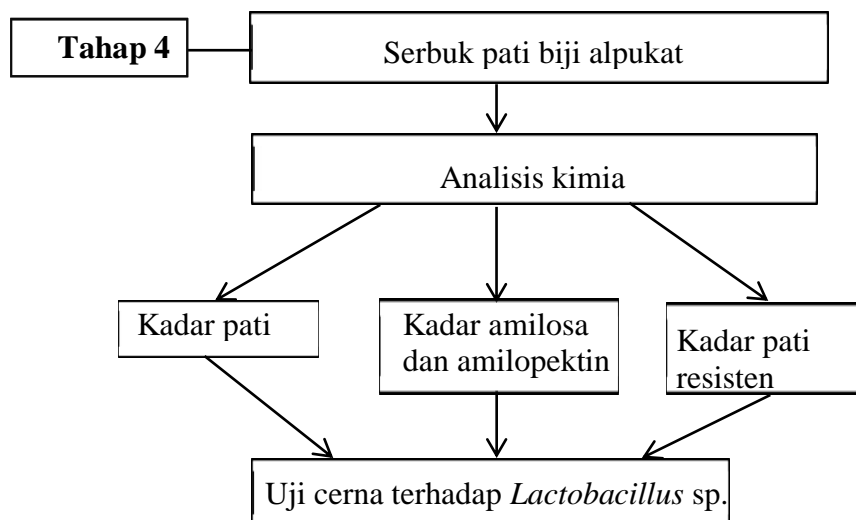 Tahap 4
Serbuk pati biji alpukat
Analisis kimia
Kadar pati
Kadar amilosa
dan amilopektin
Kadar pati
resisten
Uji cerna terhadap Lactobacillus sp.